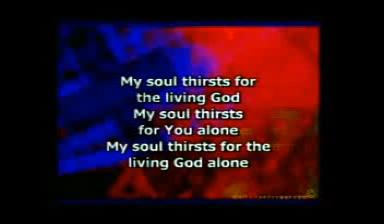 My soul thirsts for
the living God
My soul thirsts
for You alone
My soul thirsts for the
living God alone